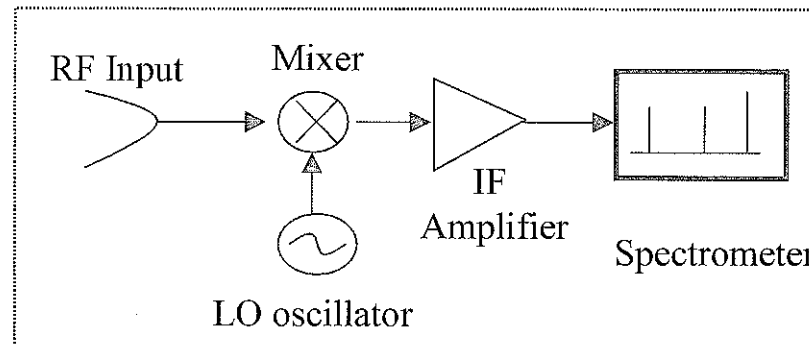 RF Input
Mixer
IF
Amplifier
Spectrometer
LO oscillator